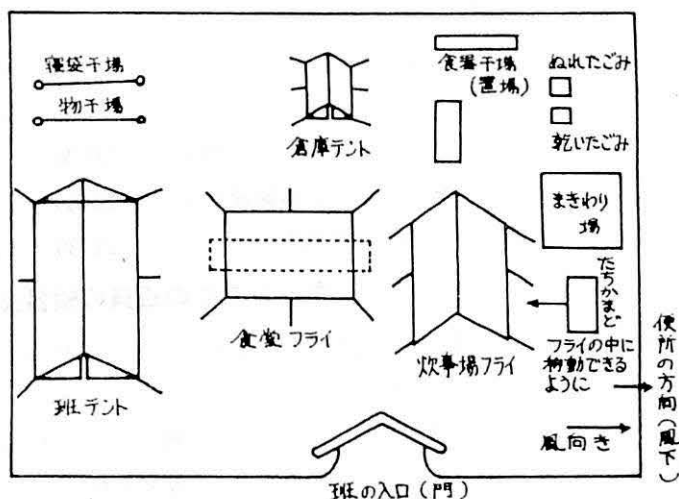 寝袋干場
物干場
倉庫テント
食器干場
(置場)
ぬれたごみ
乾いたごみ
まきわり
場
たちかまど
フライの中に
移動できる
ように
便所の方向(風下)
風向き
班テント
食堂フライ
炊事場フライ
班の入口(門)